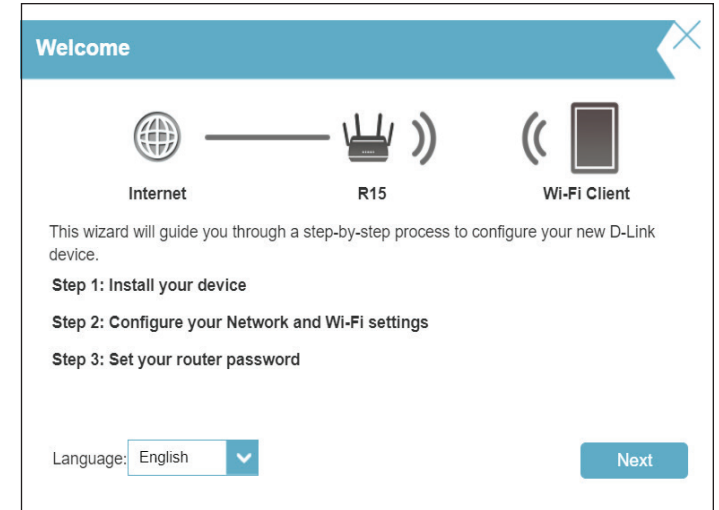 Welcome
Internet
R15
Wi-Fi Client
This wizard will guide you through a step-by-step process to configure your new D-Link
device.
Step 1: Install your device
Step 2: Configure your Network and Wi-Fi settings
Step 3: Set your router password
Language: English
Next